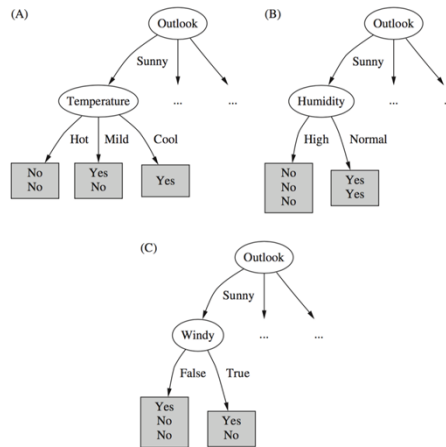 (A)
Outlook
Sunny
Temperature
...
...
Hot
Mild
Cool
No
No
Yes
No
Yes
(B)
Outlook
Sunny
Humidity
...
...
High
Normal
No
No
No
Yes
Yes
(C)
Outlook
Sunny
Windy
...
...
False
True
Yes
No
No
Yes
No